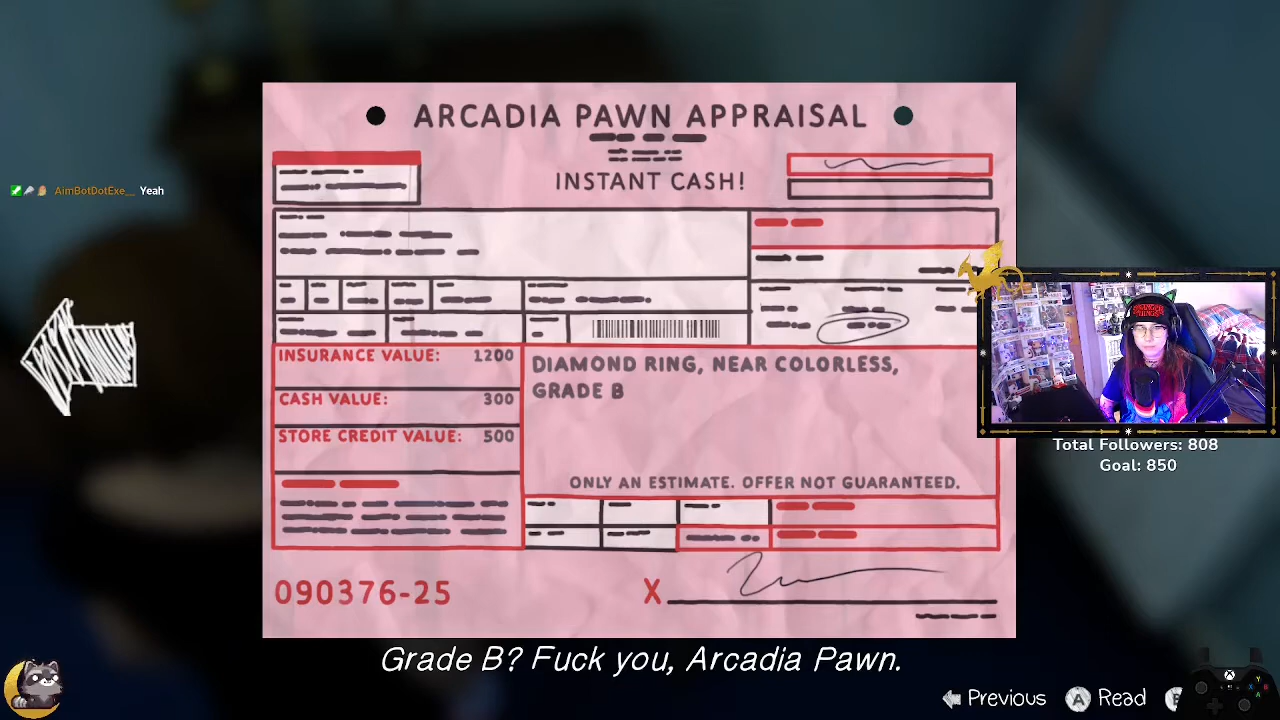 ARCADIA PAWN APPRAISAL
INSTANT CASH!
AimBotDotExe__ Yeah
INSURANCE VALUE: 1200
CASH VALUE: 300
STORE CREDIT VALUE: 500
DIAMOND RING, NEAR COLORLESS,
GRADE B
ONLY AN ESTIMATE. OFFER NOT GUARANTEED.
090376-25
X
Total Followers: 808
Goal: 850
Grade B? Fuck you, Arcadia Pawn.
Previous
A Read